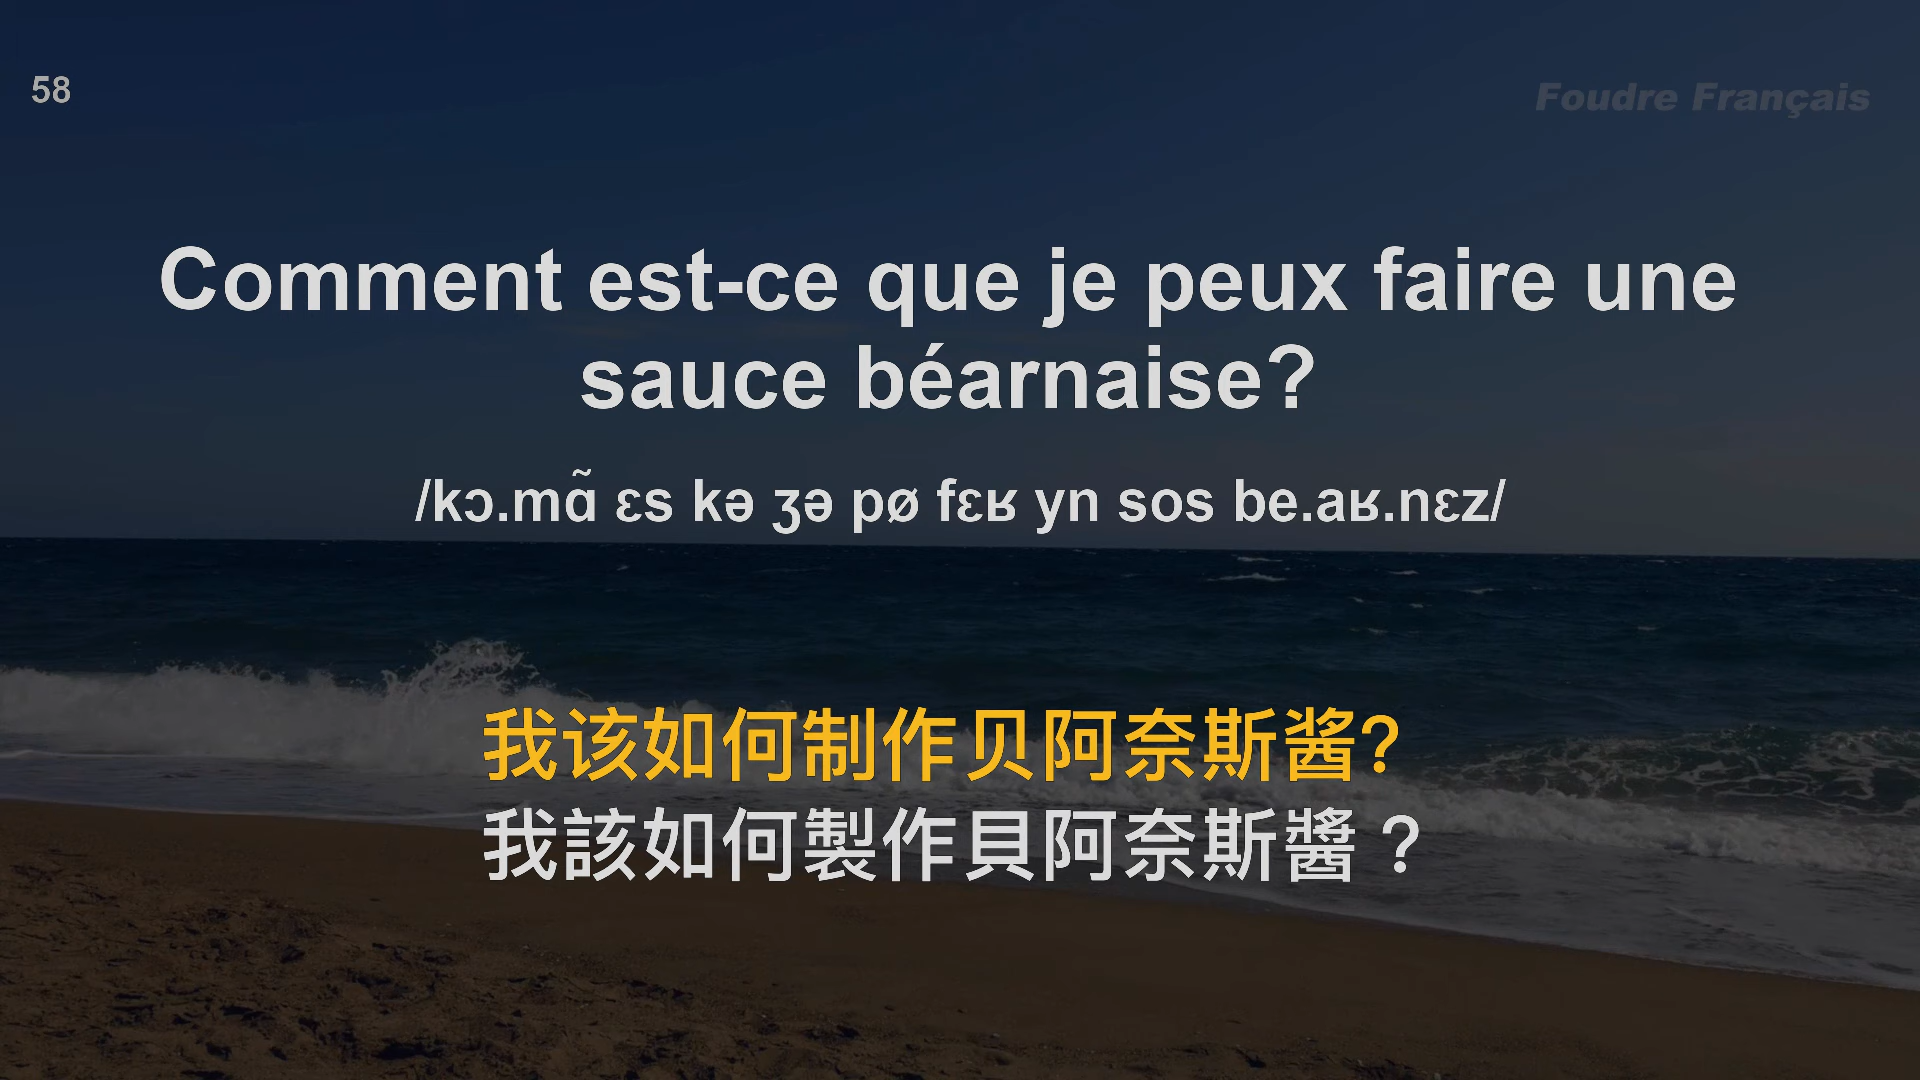 58
Foudre Français
Comment est-ce que je peux faire une
sauce béarnaise?
/kɔ.mɑ̃ ɛs kə ʒə pø fɛʁ yn sos be.aʁ.nɛz/
我该如何制作贝阿奈斯酱?
我該如何製作貝阿奈斯醬？